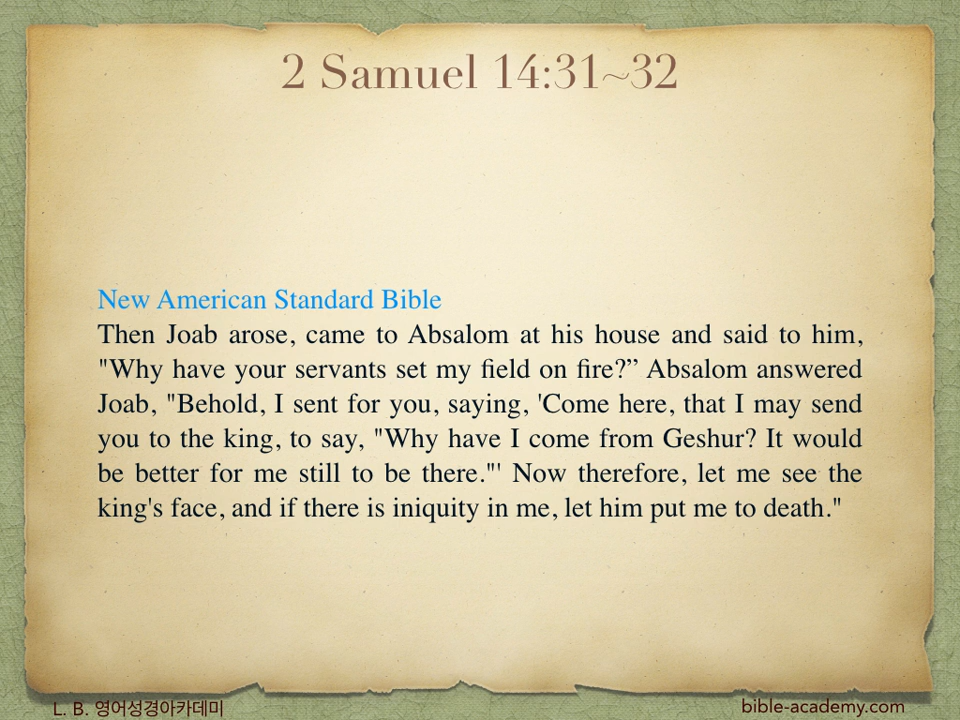 2 Samuel 14:31~32
New American Standard Bible
Then Joab arose, came to Absalom at his house and said to him,
"Why have your servants set my field on fire?” Absalom answered
Joab, "Behold, I sent for you, saying, 'Come here, that I may send
you to the king, to say, "Why have I come from Geshur? It would
be better for me still to be there."' Now therefore, let me see the
king's face, and if there is iniquity in me, let him put me to death."
L. B. 영어성경아카데미
bible-academy.com